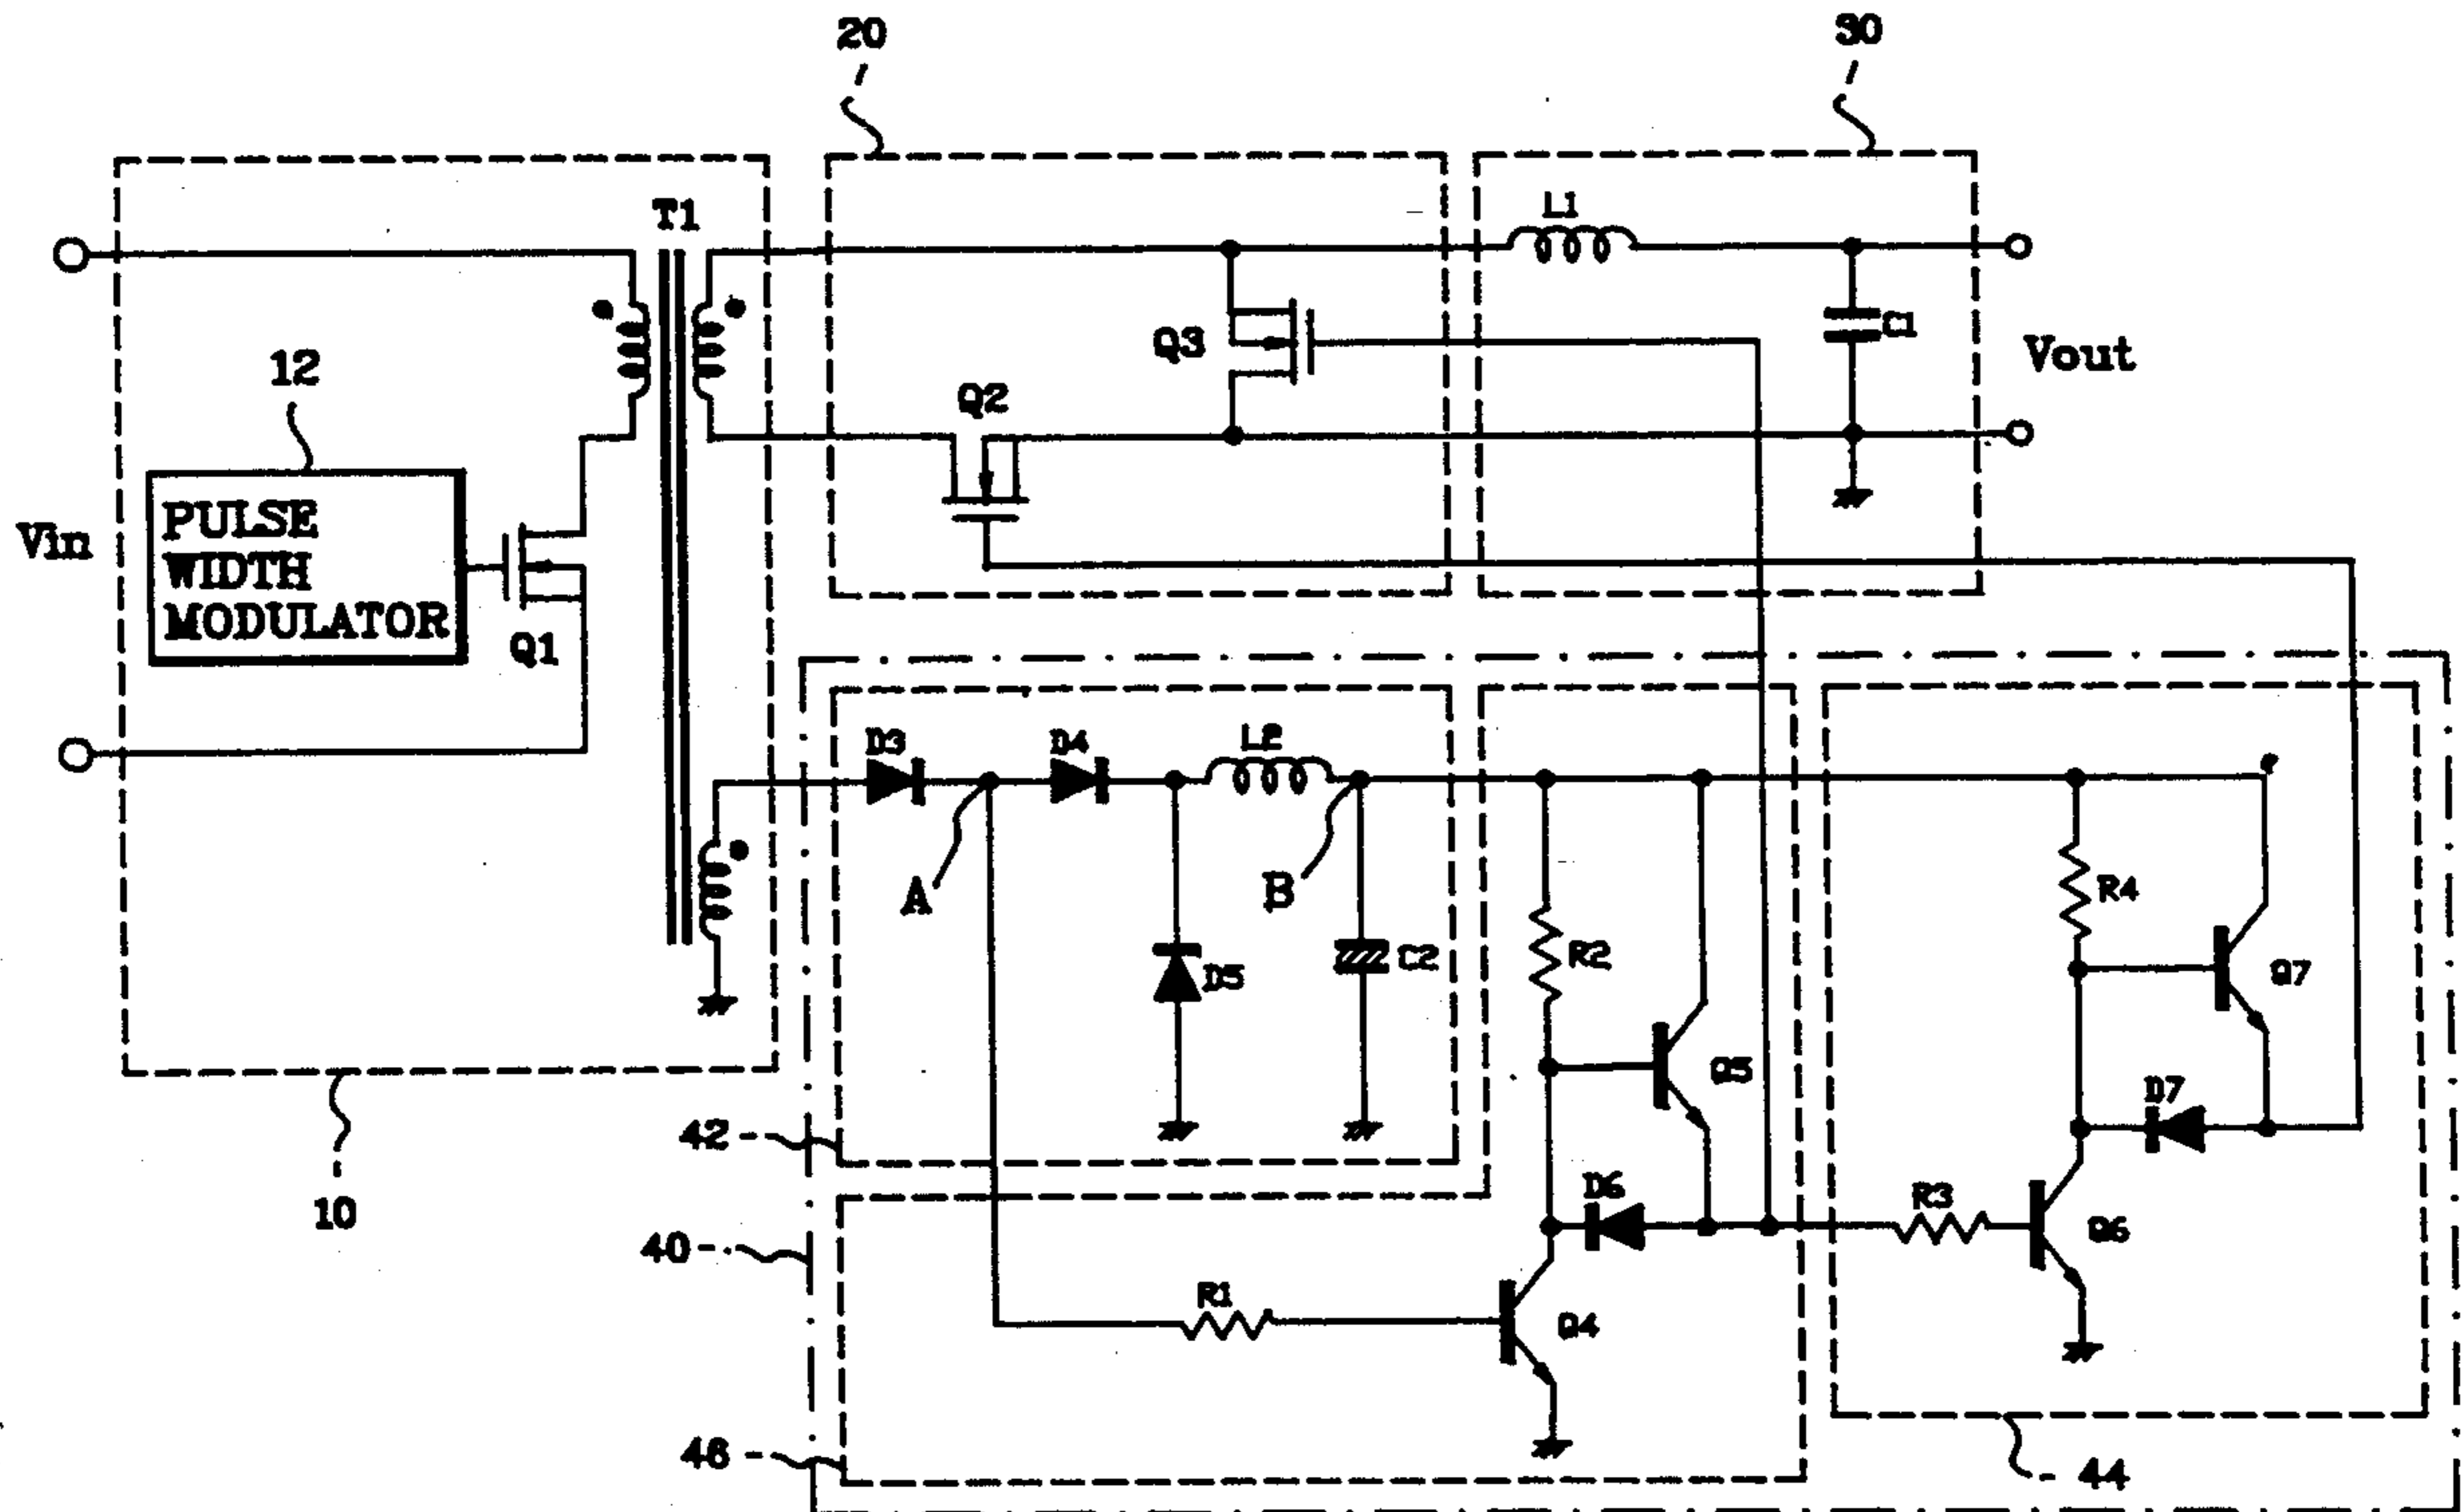 20
30
T1
L1
Q3
C1
Vout
12
Q2
PULSE
WIDTH
MODULATOR
Vin
Q1
D3
D4
L2
A
B
R4
R2
C2
D5
Q7
Q5
D7
42
10
D6
R3
40
Q6
R1
Q4
46
44